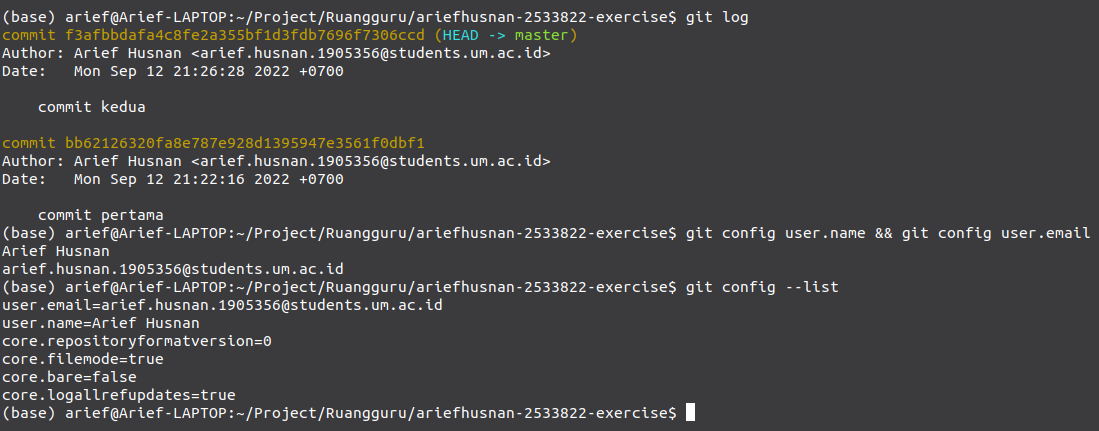 (base) arief@Arief-LAPTOP:~/Project/Ruangguru/ariefhusnan-2533822-exercise$ git log
commit f3afbbdafa4c8fe2a355bf1d3fdb7696f7306ccd (HEAD -> master)
Author: Arief Husnan <arief.husnan.1905356@students.um.ac.id>
Date:   Mon Sep 12 21:26:28 2022 +0700
    commit kedua
commit bb62126320fa8e787e928d1395947e3561f0dbf1
Author: Arief Husnan <arief.husnan.1905356@students.um.ac.id>
Date:   Mon Sep 12 21:22:16 2022 +0700
    commit pertama
(base) arief@Arief-LAPTOP:~/Project/Ruangguru/ariefhusnan-2533822-exercise$ git config user.name && git config user.email
Arief Husnan
arief.husnan.1905356@students.um.ac.id
(base) arief@Arief-LAPTOP:~/Project/Ruangguru/ariefhusnan-2533822-exercise$ git config --list
user.email=arief.husnan.1905356@students.um.ac.id
user.name=Arief Husnan
core.repositoryformatversion=0
core.filemode=true
core.bare=false
core.logallrefupdates=true
(base) arief@Arief-LAPTOP:~/Project/Ruangguru/ariefhusnan-2533822-exercise$